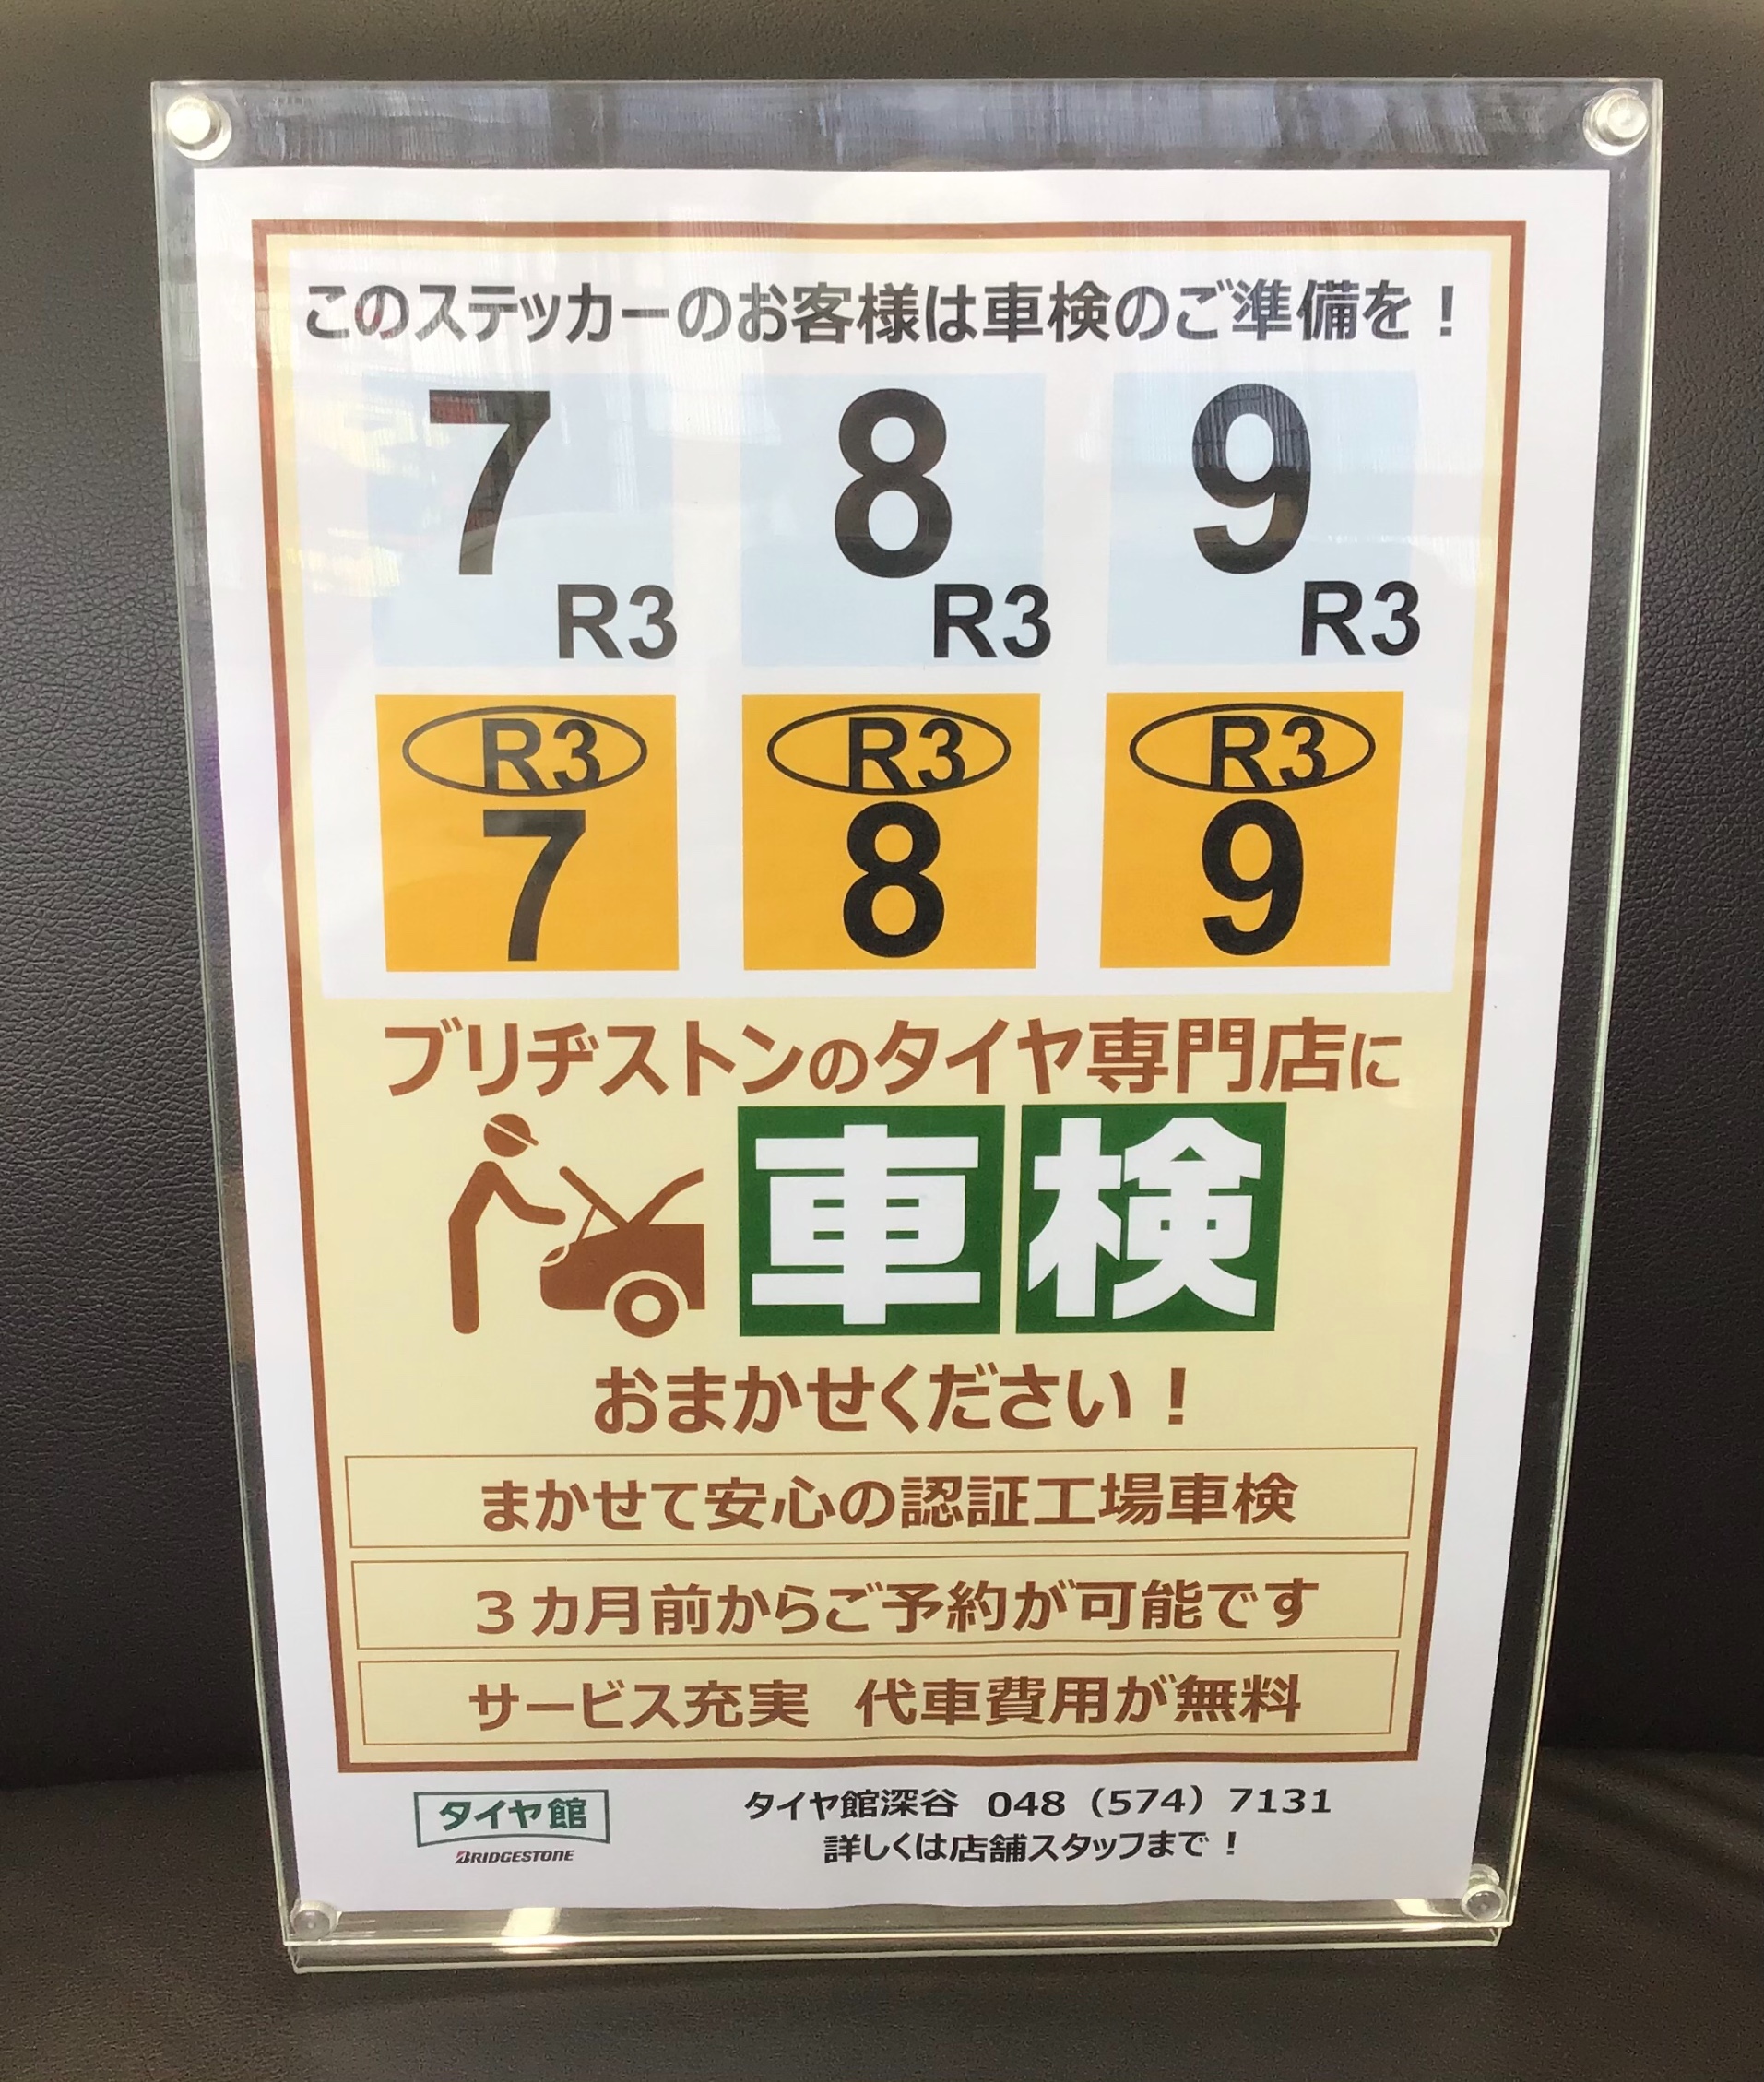 このステッカーのお客様は車検のご準備を！
7 8 9
R3 R3 R3
R3 R3 R3
7 8 9
ブリヂストンのタイヤ専門店に
車検
おまかせください！
まかせて安心の認証工場車検
３カ月前からご予約が可能です
サービス充実 代車費用が無料
タイヤ館
BRIDGESTONE
タイヤ館深谷 048（574）7131
詳しくは店舗スタッフまで！